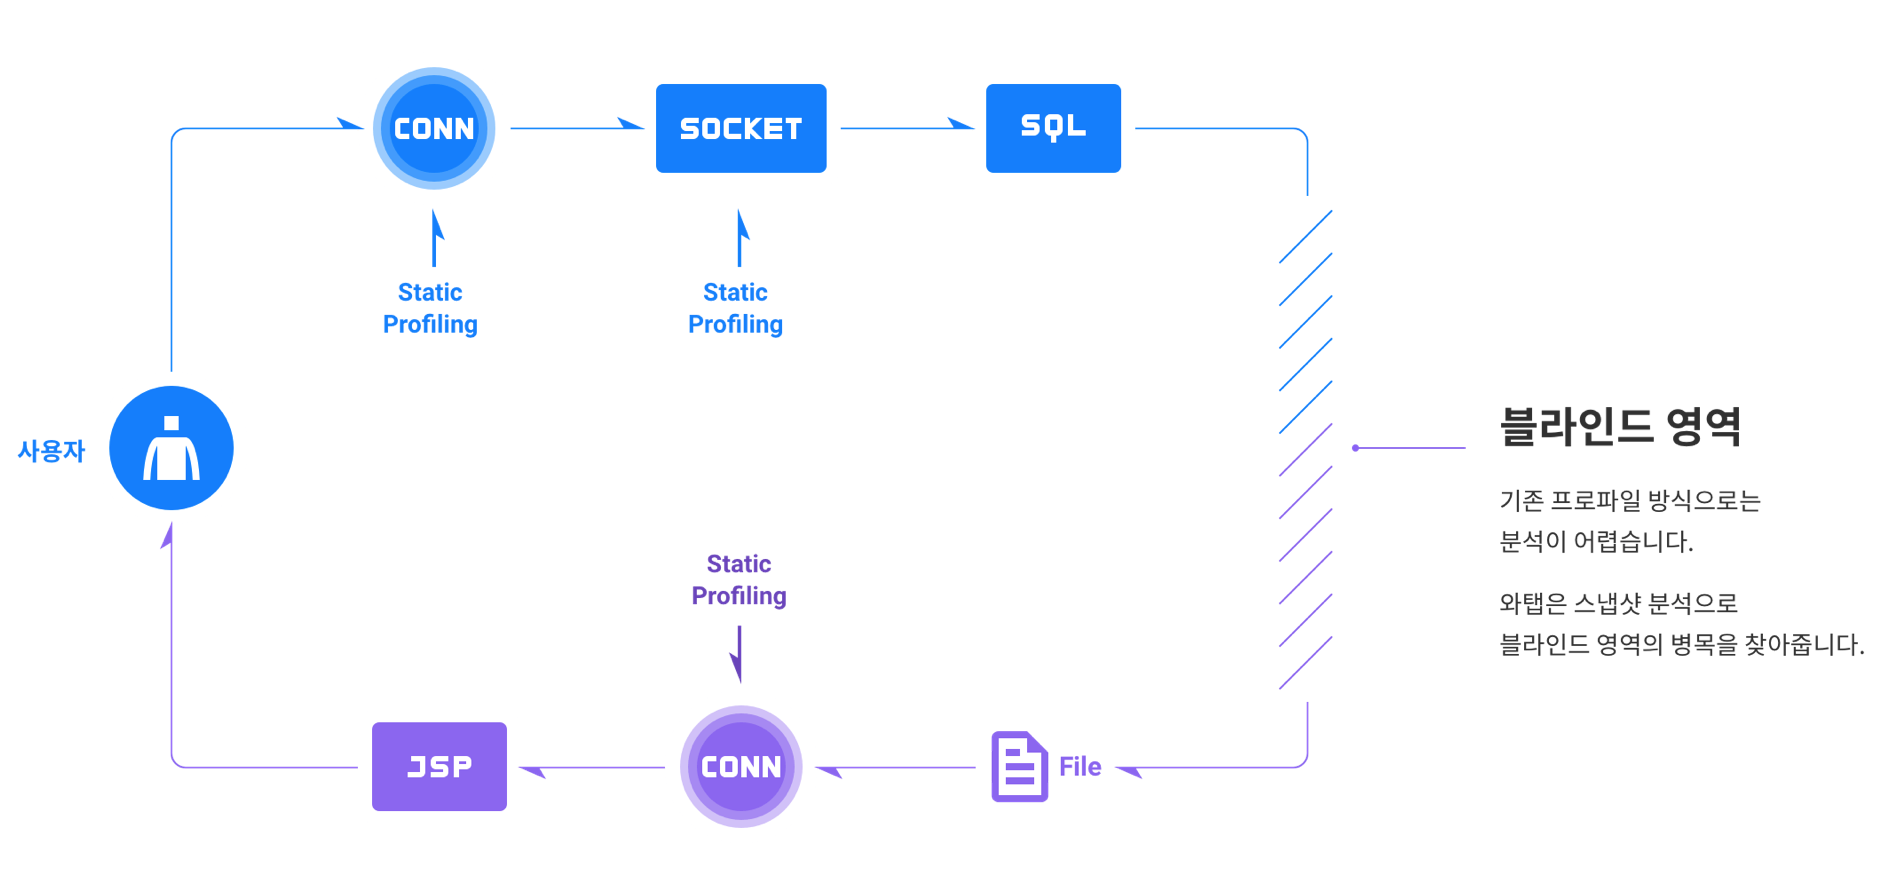 CONN
SOCKET
SQL
Static
Profiling
Static
Profiling
사용자
블라인드 영역
기존 프로파일 방식으로는
분석이 어렵습니다.
와탭은 스냅샷 분석으로
블라인드 영역의 병목을 찾아줍니다.
Static
Profiling
JSP
CONN
File